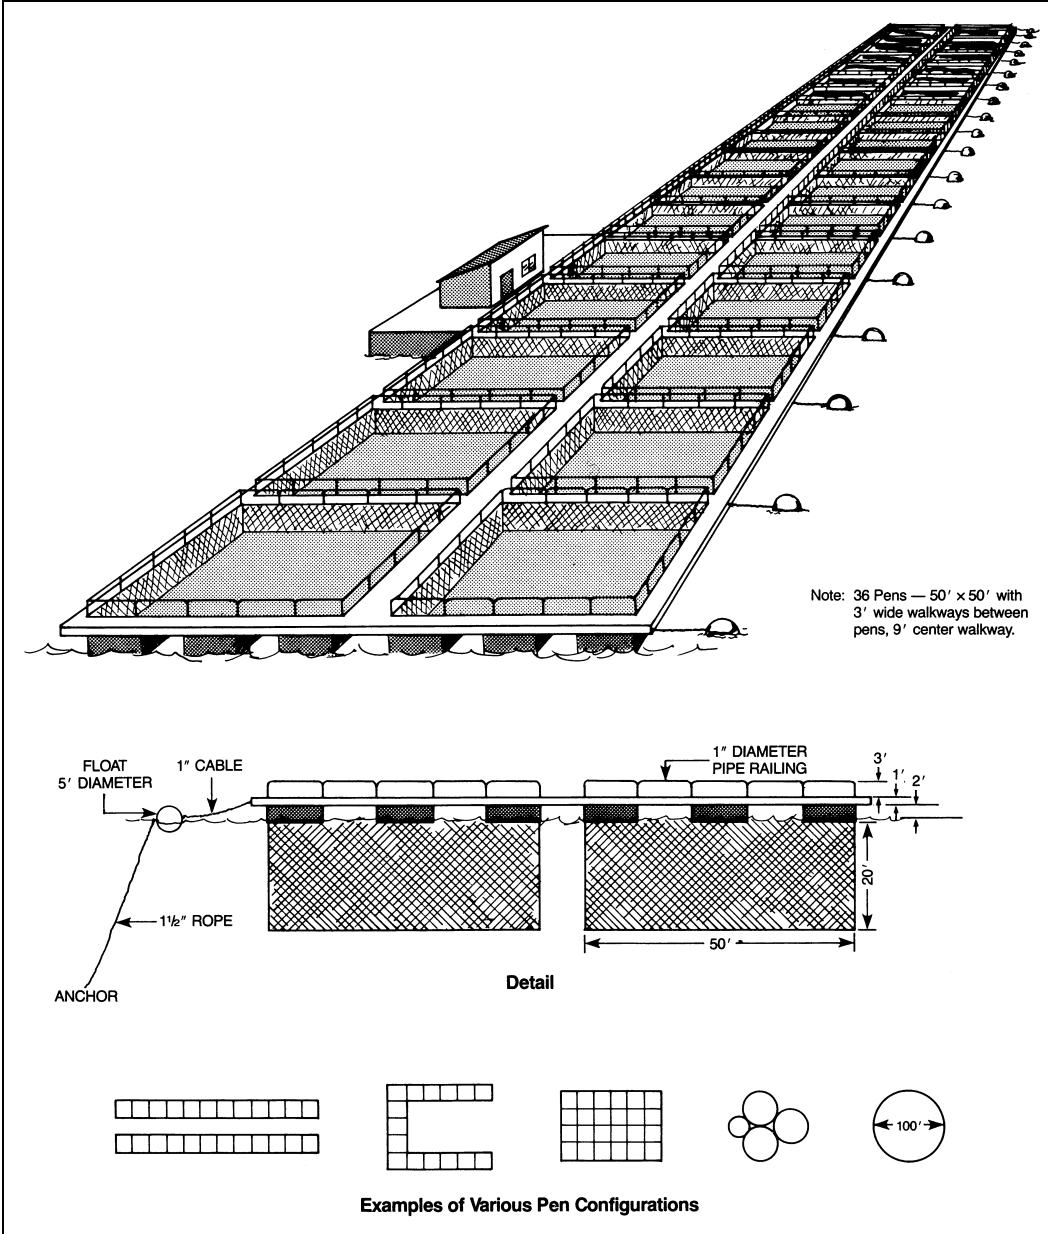 Note: 36 Pens — 50′ × 50′ with
3′ wide walkways between
pens, 9′ center walkway.
FLOAT
5′ DIAMETER
1″ CABLE
1″ DIAMETER
PIPE RAILING
3′
1′
2′
20′
1½″ ROPE
50′
ANCHOR
Detail
100′
Examples of Various Pen Configurations